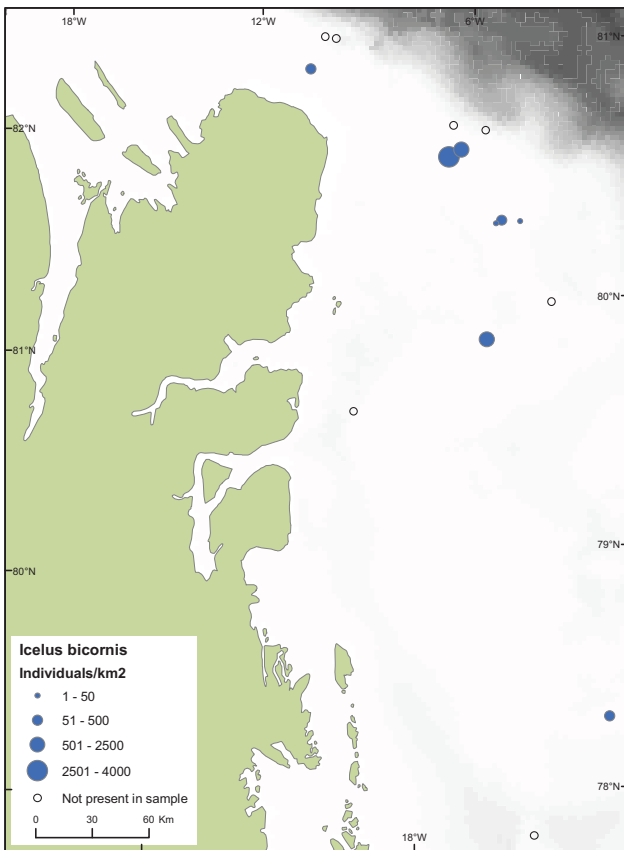 18°W
12°W
6°W
81°N
82°N
80°N
81°N
79°N
80°N
Icelus bicornis
Individuals/km2
1 - 50
51 - 500
501 - 2500
2501 - 4000
Not present in sample
0 30 60 Km
78°N
18°W